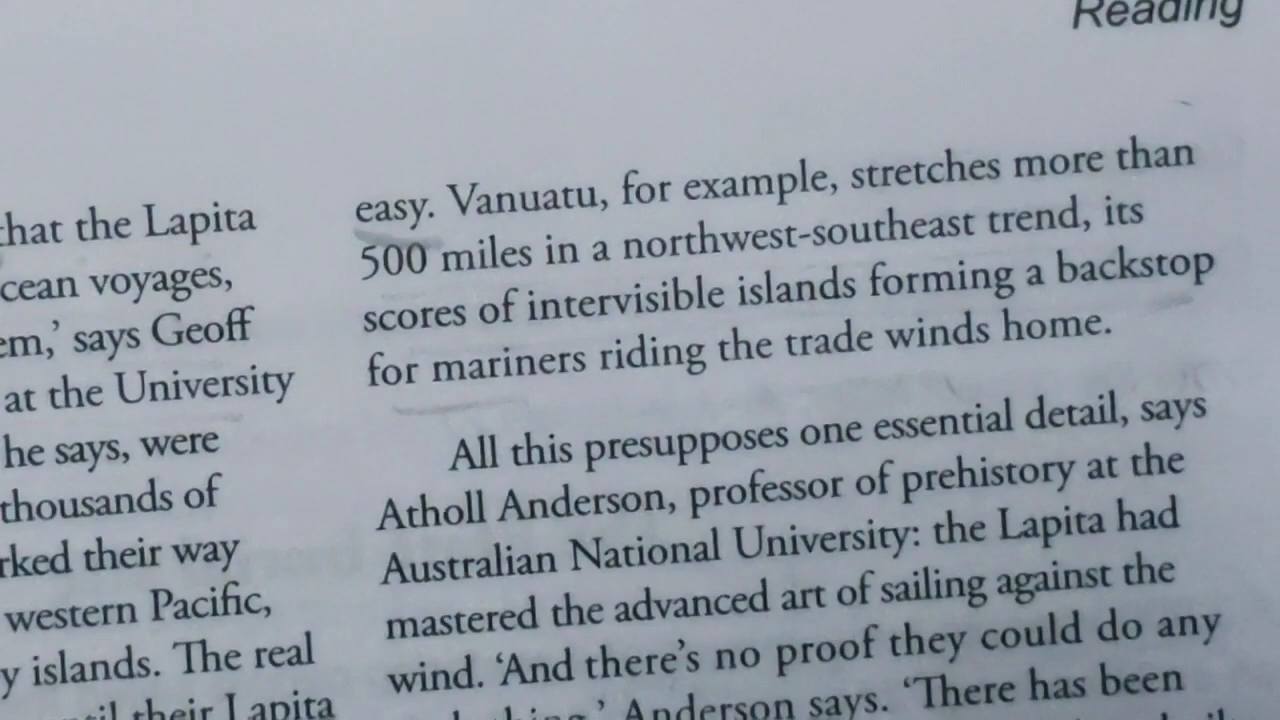 Reading
that the Lapita
cean voyages,
em,' says Geoff
at the University
he says, were
thousands of
rked their way
western Pacific,
y islands. The real
their Lapita
easy. Vanuatu, for example, stretches more than
500 miles in a northwest-southeast trend, its
scores of intervisible islands forming a backstop
for mariners riding the trade winds home.
All this presupposes one essential detail, says
Atholl Anderson, professor of prehistory at the
Australian National University: the Lapita had
mastered the advanced art of sailing against the
wind. ‘And there’s no proof they could do any
Anderson says. ‘There has been